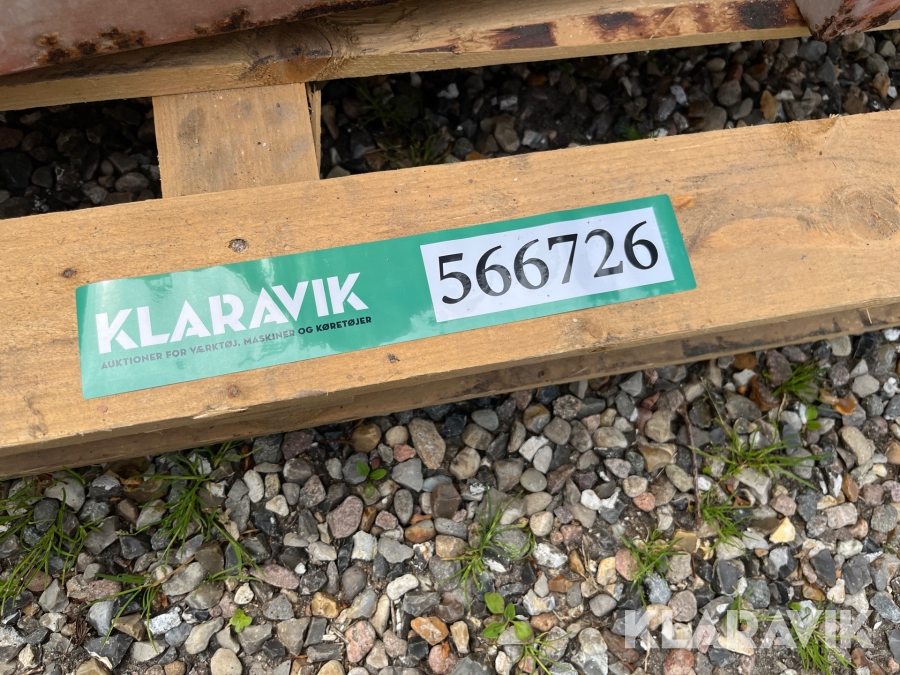 KLARAVIK
AUKTIONER FOR VÆRKTØJ, MASKINER OG KØRETØJER
566726
KLARAVIK